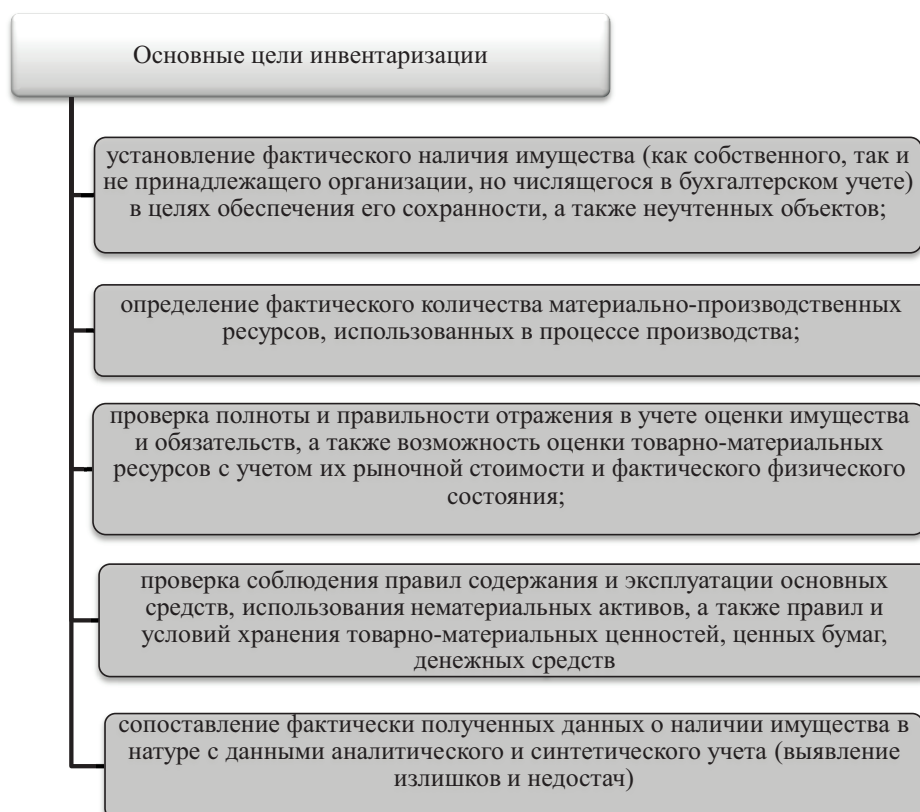 Основные цели инвентаризации
установление фактического наличия имущества (как собственного, так и
не принадлежащего организации, но числящегося в бухгалтерском учете)
в целях обеспечения его сохранности, а также неучтенных объектов;
определение фактического количества материально-производственных
ресурсов, использованных в процессе производства;
проверка полноты и правильности отражения в учете оценки имущества
и обязательств, а также возможность оценки товарно-материальных
ресурсов с учетом их рыночной стоимости и фактического физического
состояния;
проверка соблюдения правил содержания и эксплуатации основных
средств, использования нематериальных активов, а также правил и
условий хранения товарно-материальных ценностей, ценных бумаг,
денежных средств
сопоставление фактически полученных данных о наличии имущества в
натуре с данными аналитического и синтетического учета (выявление
излишков и недостач)